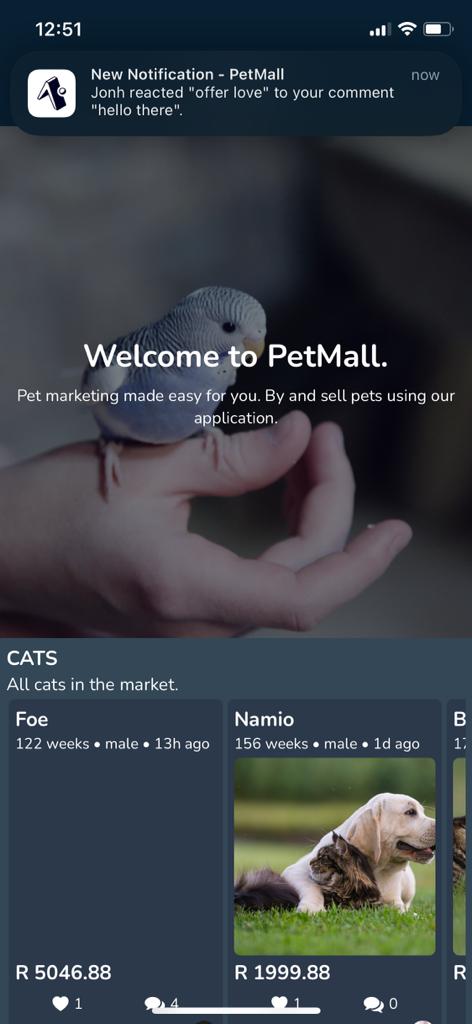 12:51
New Notification - PetMall
now
Jonh reacted "offer love" to your comment
"hello there".
Welcome to PetMall.
Pet marketing made easy for you. By and sell pets using our
application.
CATS
All cats in the market.
Foe
122 weeks • male • 13h ago
R 5046.88
1
4
Namio
156 weeks • male • 1d ago
R 1999.88
1
0
B
17
R